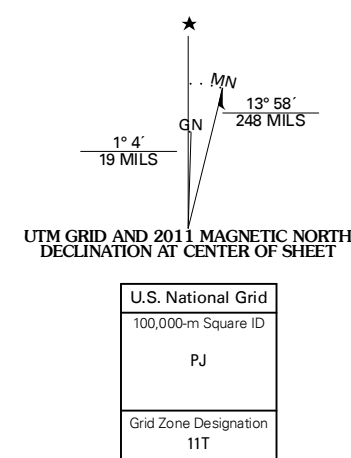 ★
MN
GN
13° 58´
248 MILS
1° 4´
19 MILS
UTM GRID AND 2011 MAGNETIC NORTH
DECLINATION AT CENTER OF SHEET
U.S. National Grid
100,000-m Square ID
PJ
Grid Zone Designation
11T